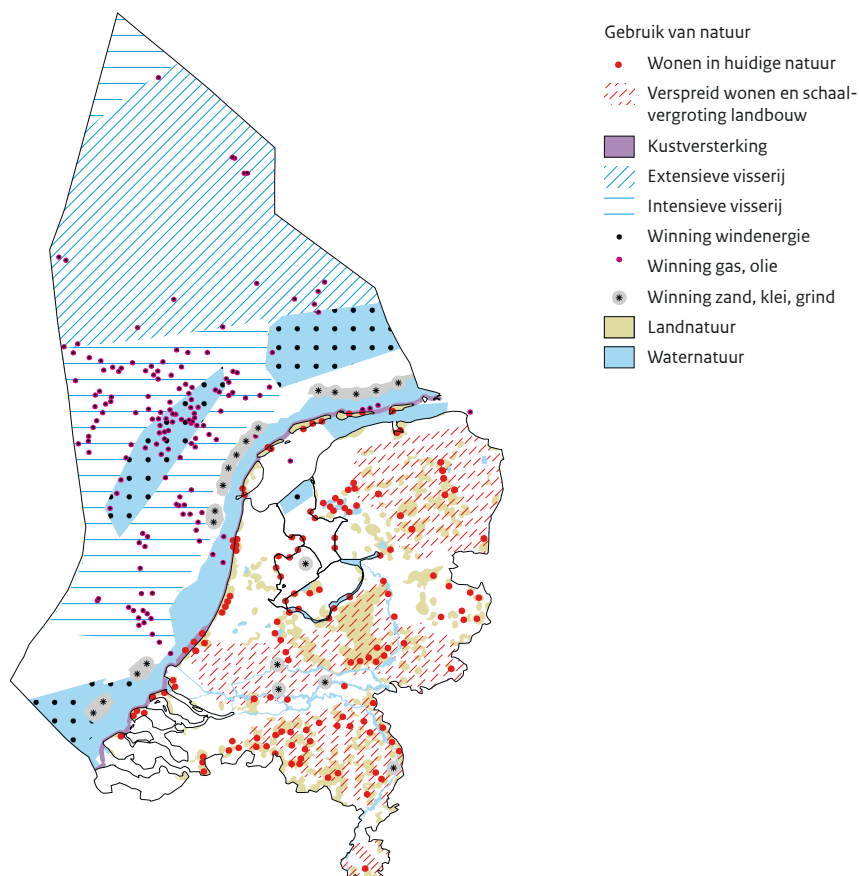 Gebruik van natuur
Wonen in huidige natuur
Verspreid wonen en schaal-
vergroting landbouw
Kustversterking
Extensieve visserij
Intensieve visserij
Winning windenergie
Winning gas, olie
Winning zand, klei, grind
Landnatuur
Waternatuur